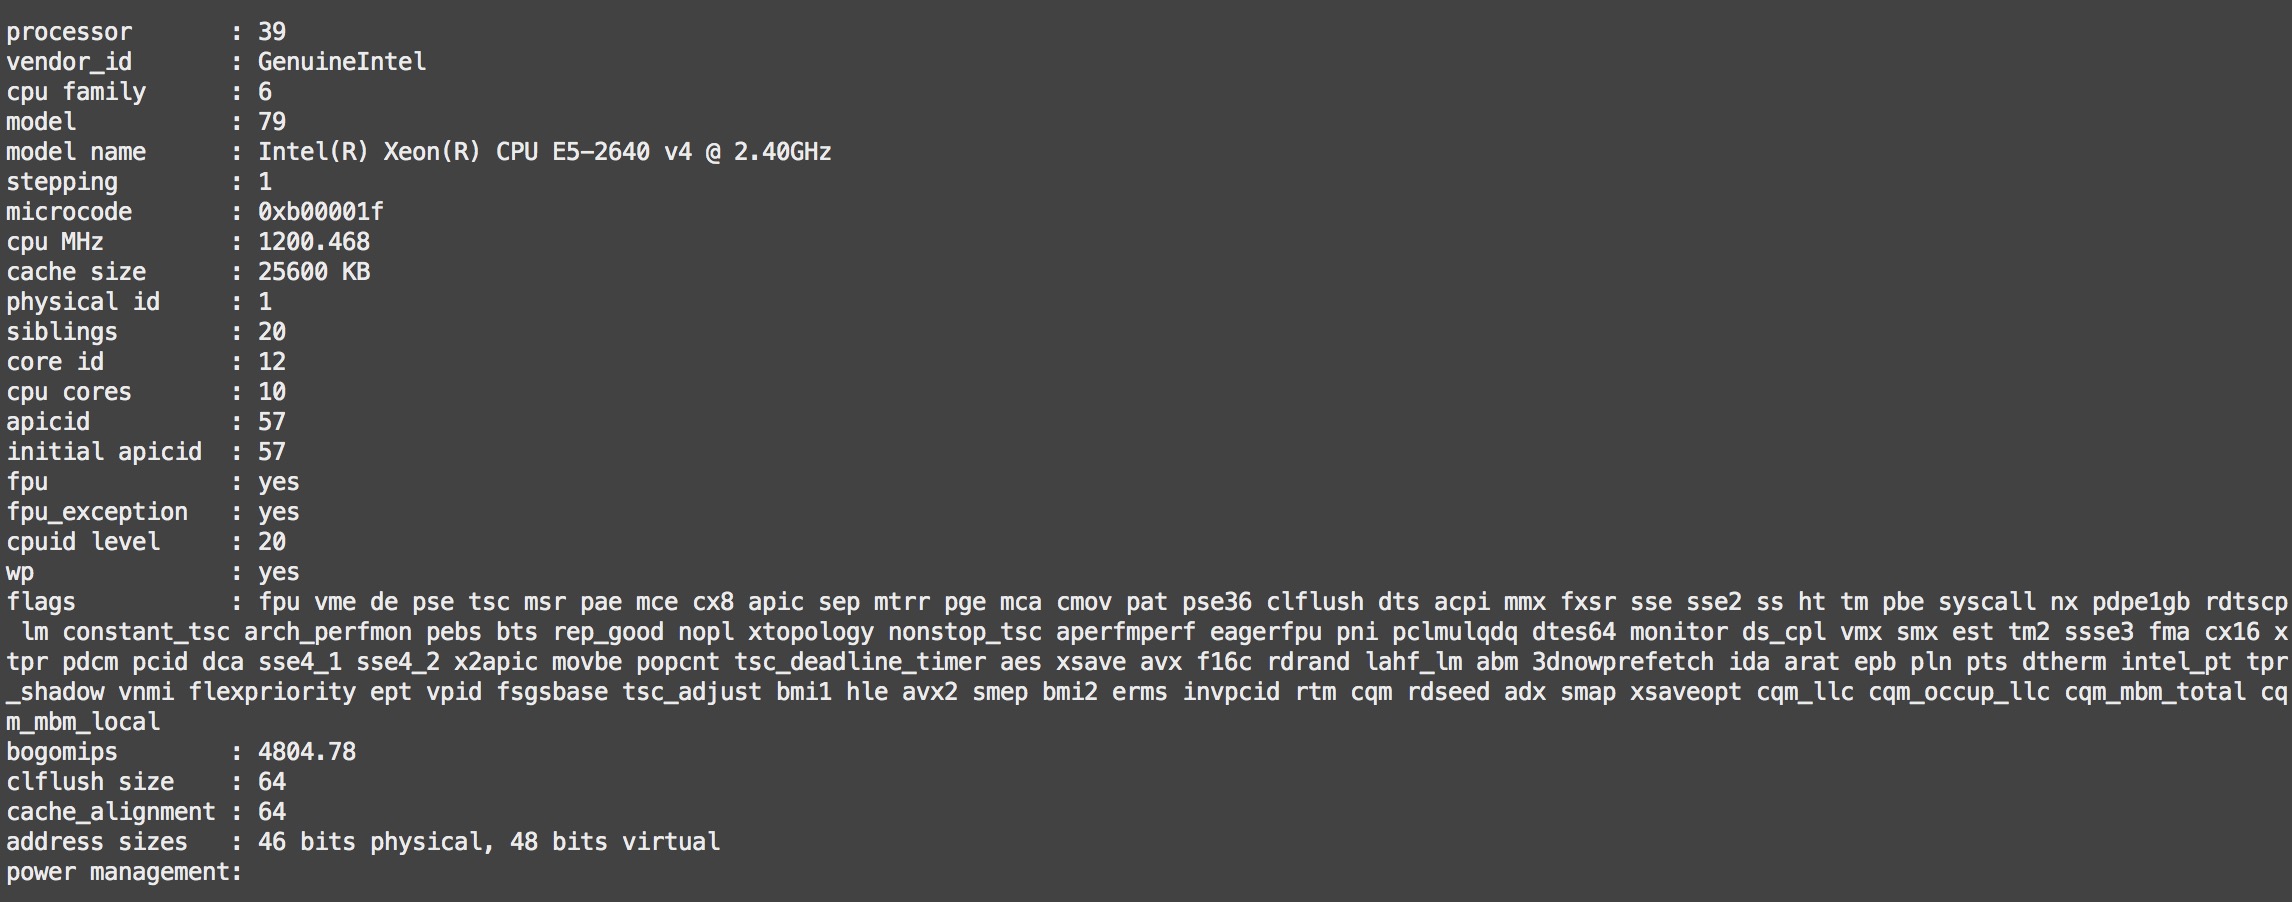 processor       : 39
vendor_id       : GenuineIntel
cpu family      : 6
model           : 79
model name      : Intel(R) Xeon(R) CPU E5-2640 v4 @ 2.40GHz
stepping        : 1
microcode       : 0xb00001f
cpu MHz         : 1200.468
cache size      : 25600 KB
physical id     : 1
siblings        : 20
core id         : 12
cpu cores       : 10
apicid          : 57
initial apicid  : 57
fpu             : yes
fpu_exception   : yes
cpuid level     : 20
wp              : yes
flags           : fpu vme de pse tsc msr pae mce cx8 apic sep mtrr pge mca cmov pat pse36 clflush dts acpi mmx fxsr sse sse2 ss ht tm pbe syscall nx pdpe1gb rdtscp
 lm constant_tsc arch_perfmon pebs bts rep_good nopl xtopology nonstop_tsc aperfmperf eagerfpu pni pclmulqdq dtes64 monitor ds_cpl vmx smx est tm2 ssse3 fma cx16 x
tpr pdcm pcid dca sse4_1 sse4_2 x2apic movbe popcnt tsc_deadline_timer aes xsave avx f16c rdrand lahf_lm abm 3dnowprefetch ida arat epb pln pts dtherm intel_pt tpr
_shadow vnmi flexpriority ept vpid fsgsbase tsc_adjust bmi1 hle avx2 smep bmi2 erms invpcid rtm cqm rdseed adx smap xsaveopt cqm_llc cqm_occup_llc cqm_mbm_total cq
m_mbm_local
bogomips        : 4804.78
clflush size    : 64
cache_alignment : 64
address sizes   : 46 bits physical, 48 bits virtual
power management: